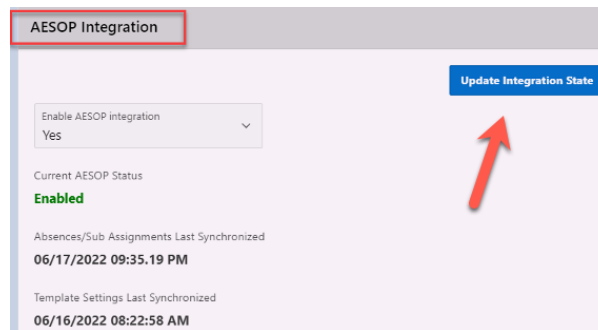 AESOP Integration
Update Integration State
Enable AESOP integration
Yes
Current AESOP Status
Enabled
Absences/Sub Assignments Last Synchronized
06/17/2022 09:35.19 PM
Template Settings Last Synchronized
06/16/2022 08:22:58 AM